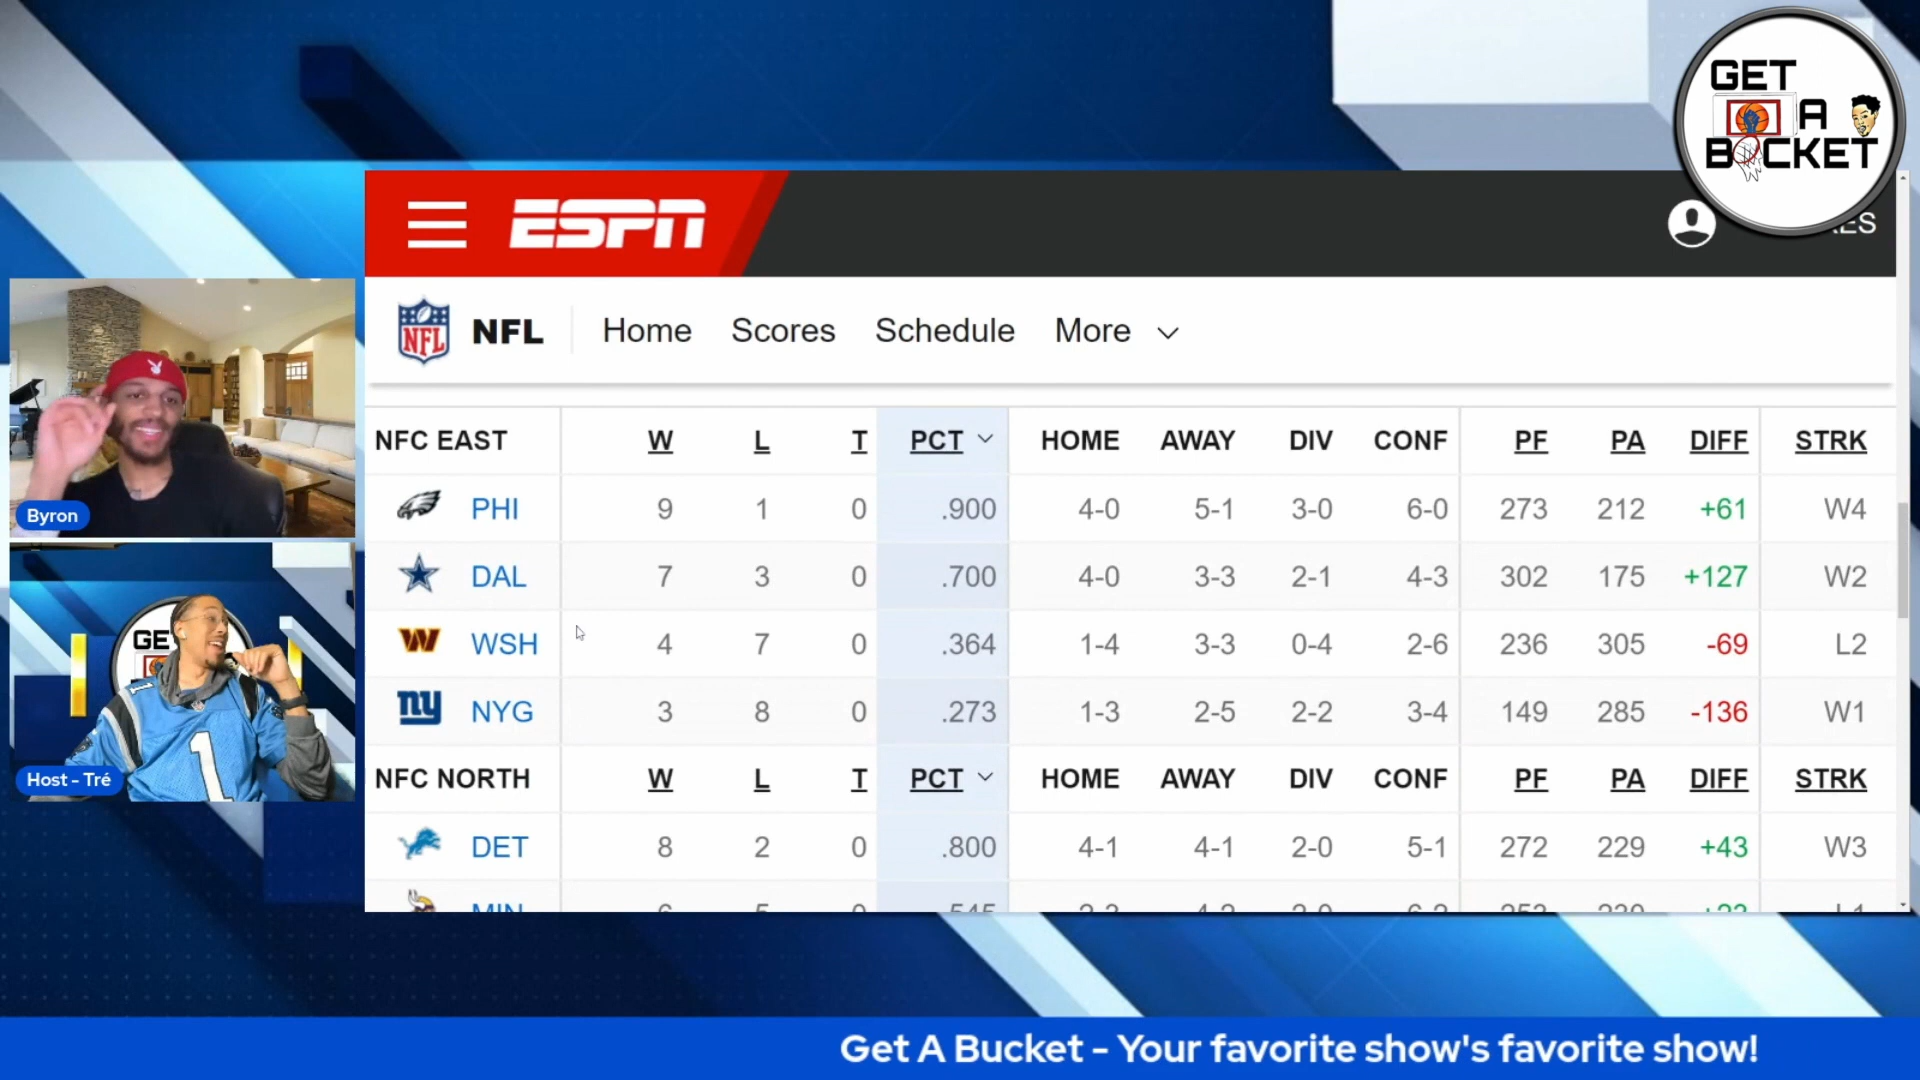 GET
A
BUCKET
ESPN
NFL
NFL
Home
Scores
Schedule
More
NFC EAST W L T PCT HOME AWAY DIV CONF PF PA DIFF STRK
PHI 9 1 0 .900 4-0 5-1 3-0 6-0 273 212 +61 W4
DAL 7 3 0 .700 4-0 3-3 2-1 4-3 302 175 +127 W2
WSH 4 7 0 .364 1-4 3-3 0-4 2-6 236 305 -69 L2
NYG 3 8 0 .273 1-3 2-5 2-2 3-4 149 285 -136 W1
NFC NORTH W L T PCT HOME AWAY DIV CONF PF PA DIFF STRK
DET 8 2 0 .800 4-1 4-1 2-0 5-1 272 229 +43 W3
MIN
Byron
GE
1
1
Host - Tré
Get A Bucket - Your favorite show's favorite show!